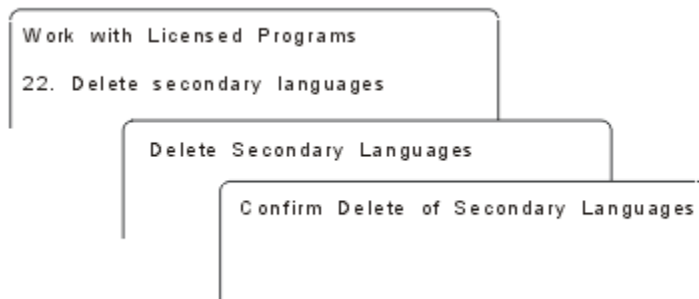 Work with Licensed Programs
22. Delete secondary languages
Delete Secondary Languages
Confirm Delete of Secondary Languages